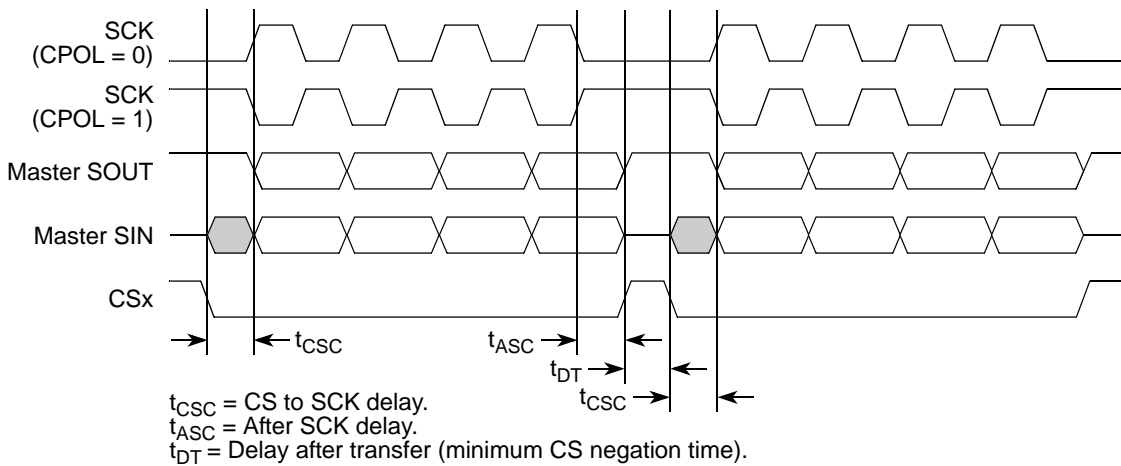 SCK
(CPOL = 0)
SCK
(CPOL = 1)
Master SOUT
Master SIN
CSx
tCSC
tASC
tDT
tCSC
tCSC = CS to SCK delay.
tASC = After SCK delay.
tDT = Delay after transfer (minimum CS negation time).